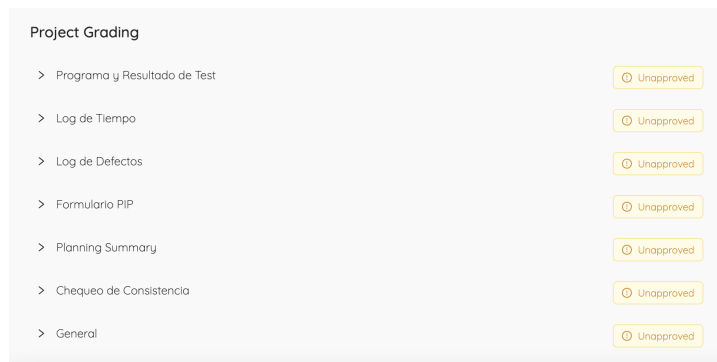 Project Grading
Programa y Resultado de Test Unapproved
Log de Tiempo Unapproved
Log de Defectos Unapproved
Formulario PIP Unapproved
Planning Summary Unapproved
Chequeo de Consistencia Unapproved
General Unapproved